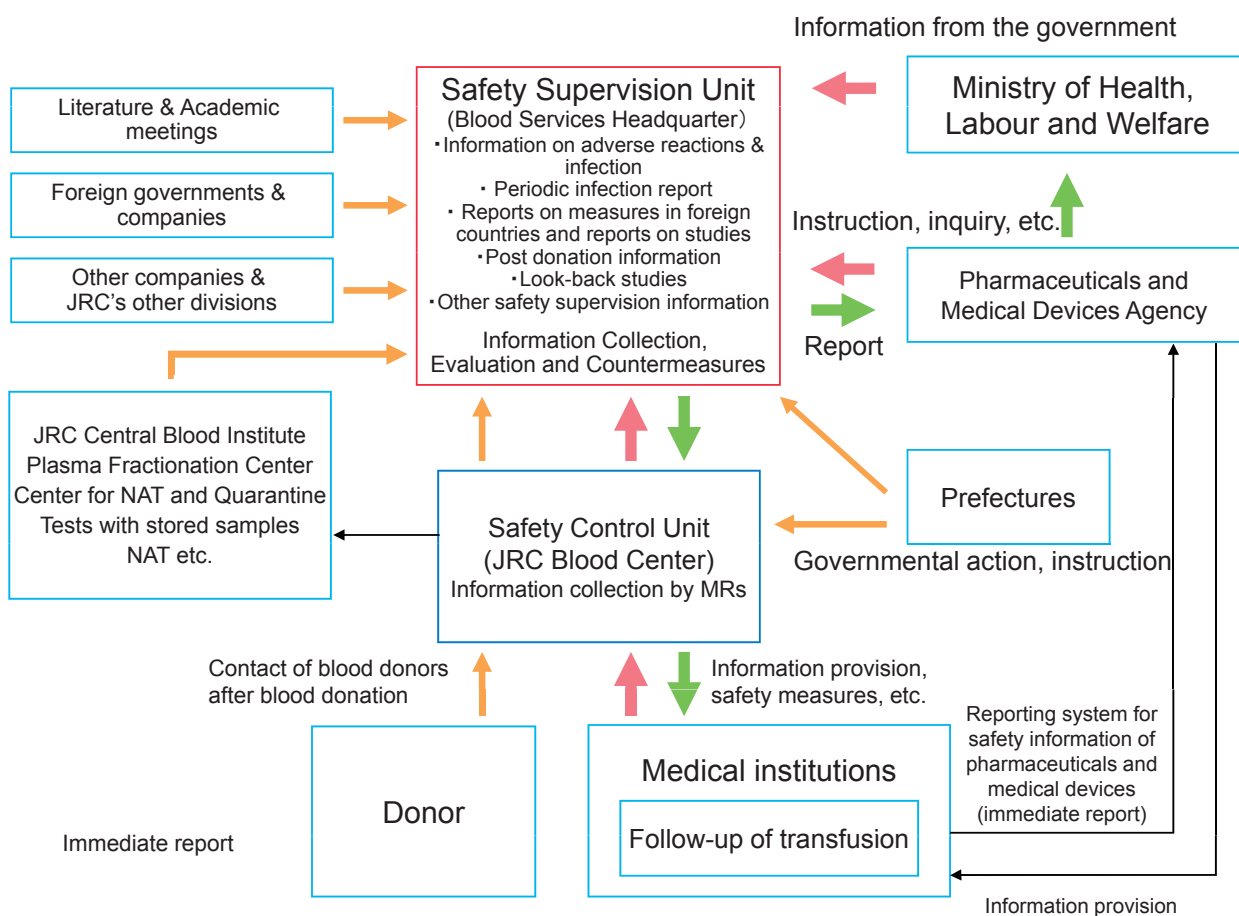 Information from the government
Literature & Academic
meetings
Foreign governments &
companies
Other companies &
JRC's other divisions
Safety Supervision Unit
(Blood Services Headquarter）
・Information on adverse reactions &
infection
・ Periodic infection report
・ Reports on measures in foreign
countries and reports on studies
・Post donation information
・Look-back studies
・Other safety supervision information
Information Collection,
Evaluation and Countermeasures
Ministry of Health,
Labour and Welfare
Instruction, inquiry, etc.
Report
Pharmaceuticals and
Medical Devices Agency
JRC Central Blood Institute
Plasma Fractionation Center
Center for NAT and Quarantine
Tests with stored samples
NAT etc.
Safety Control Unit
(JRC Blood Center)
Information collection by MRs
Prefectures
Governmental action, instruction
Contact of blood donors
after blood donation
Information provision,
safety measures, etc.
Donor
Medical institutions
Follow-up of transfusion
Reporting system for
safety information of
pharmaceuticals and
medical devices
(immediate report)
Immediate report
Information provision